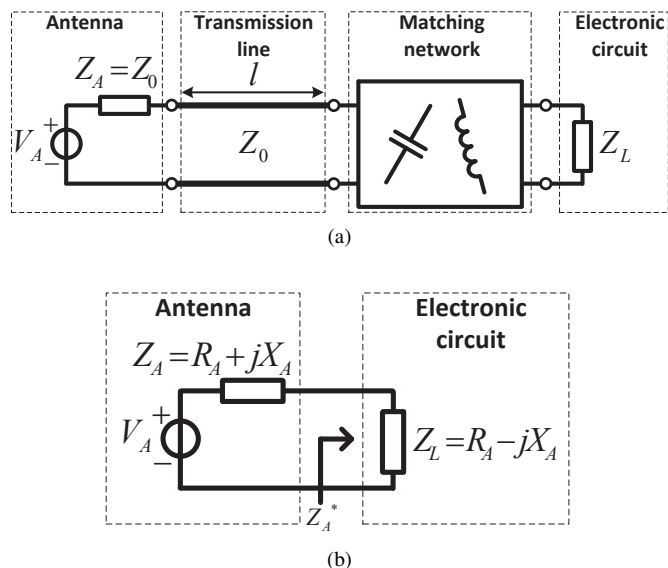 Antenna
Transmission line
Matching network
Electronic circuit
Z_A = Z_0
l
V_A
+
−
Z_0
Z_L
(a)
Antenna
Electronic circuit
Z_A = R_A + jX_A
V_A
+
−
Z_L = R_A − jX_A
Z_A^*
(b)